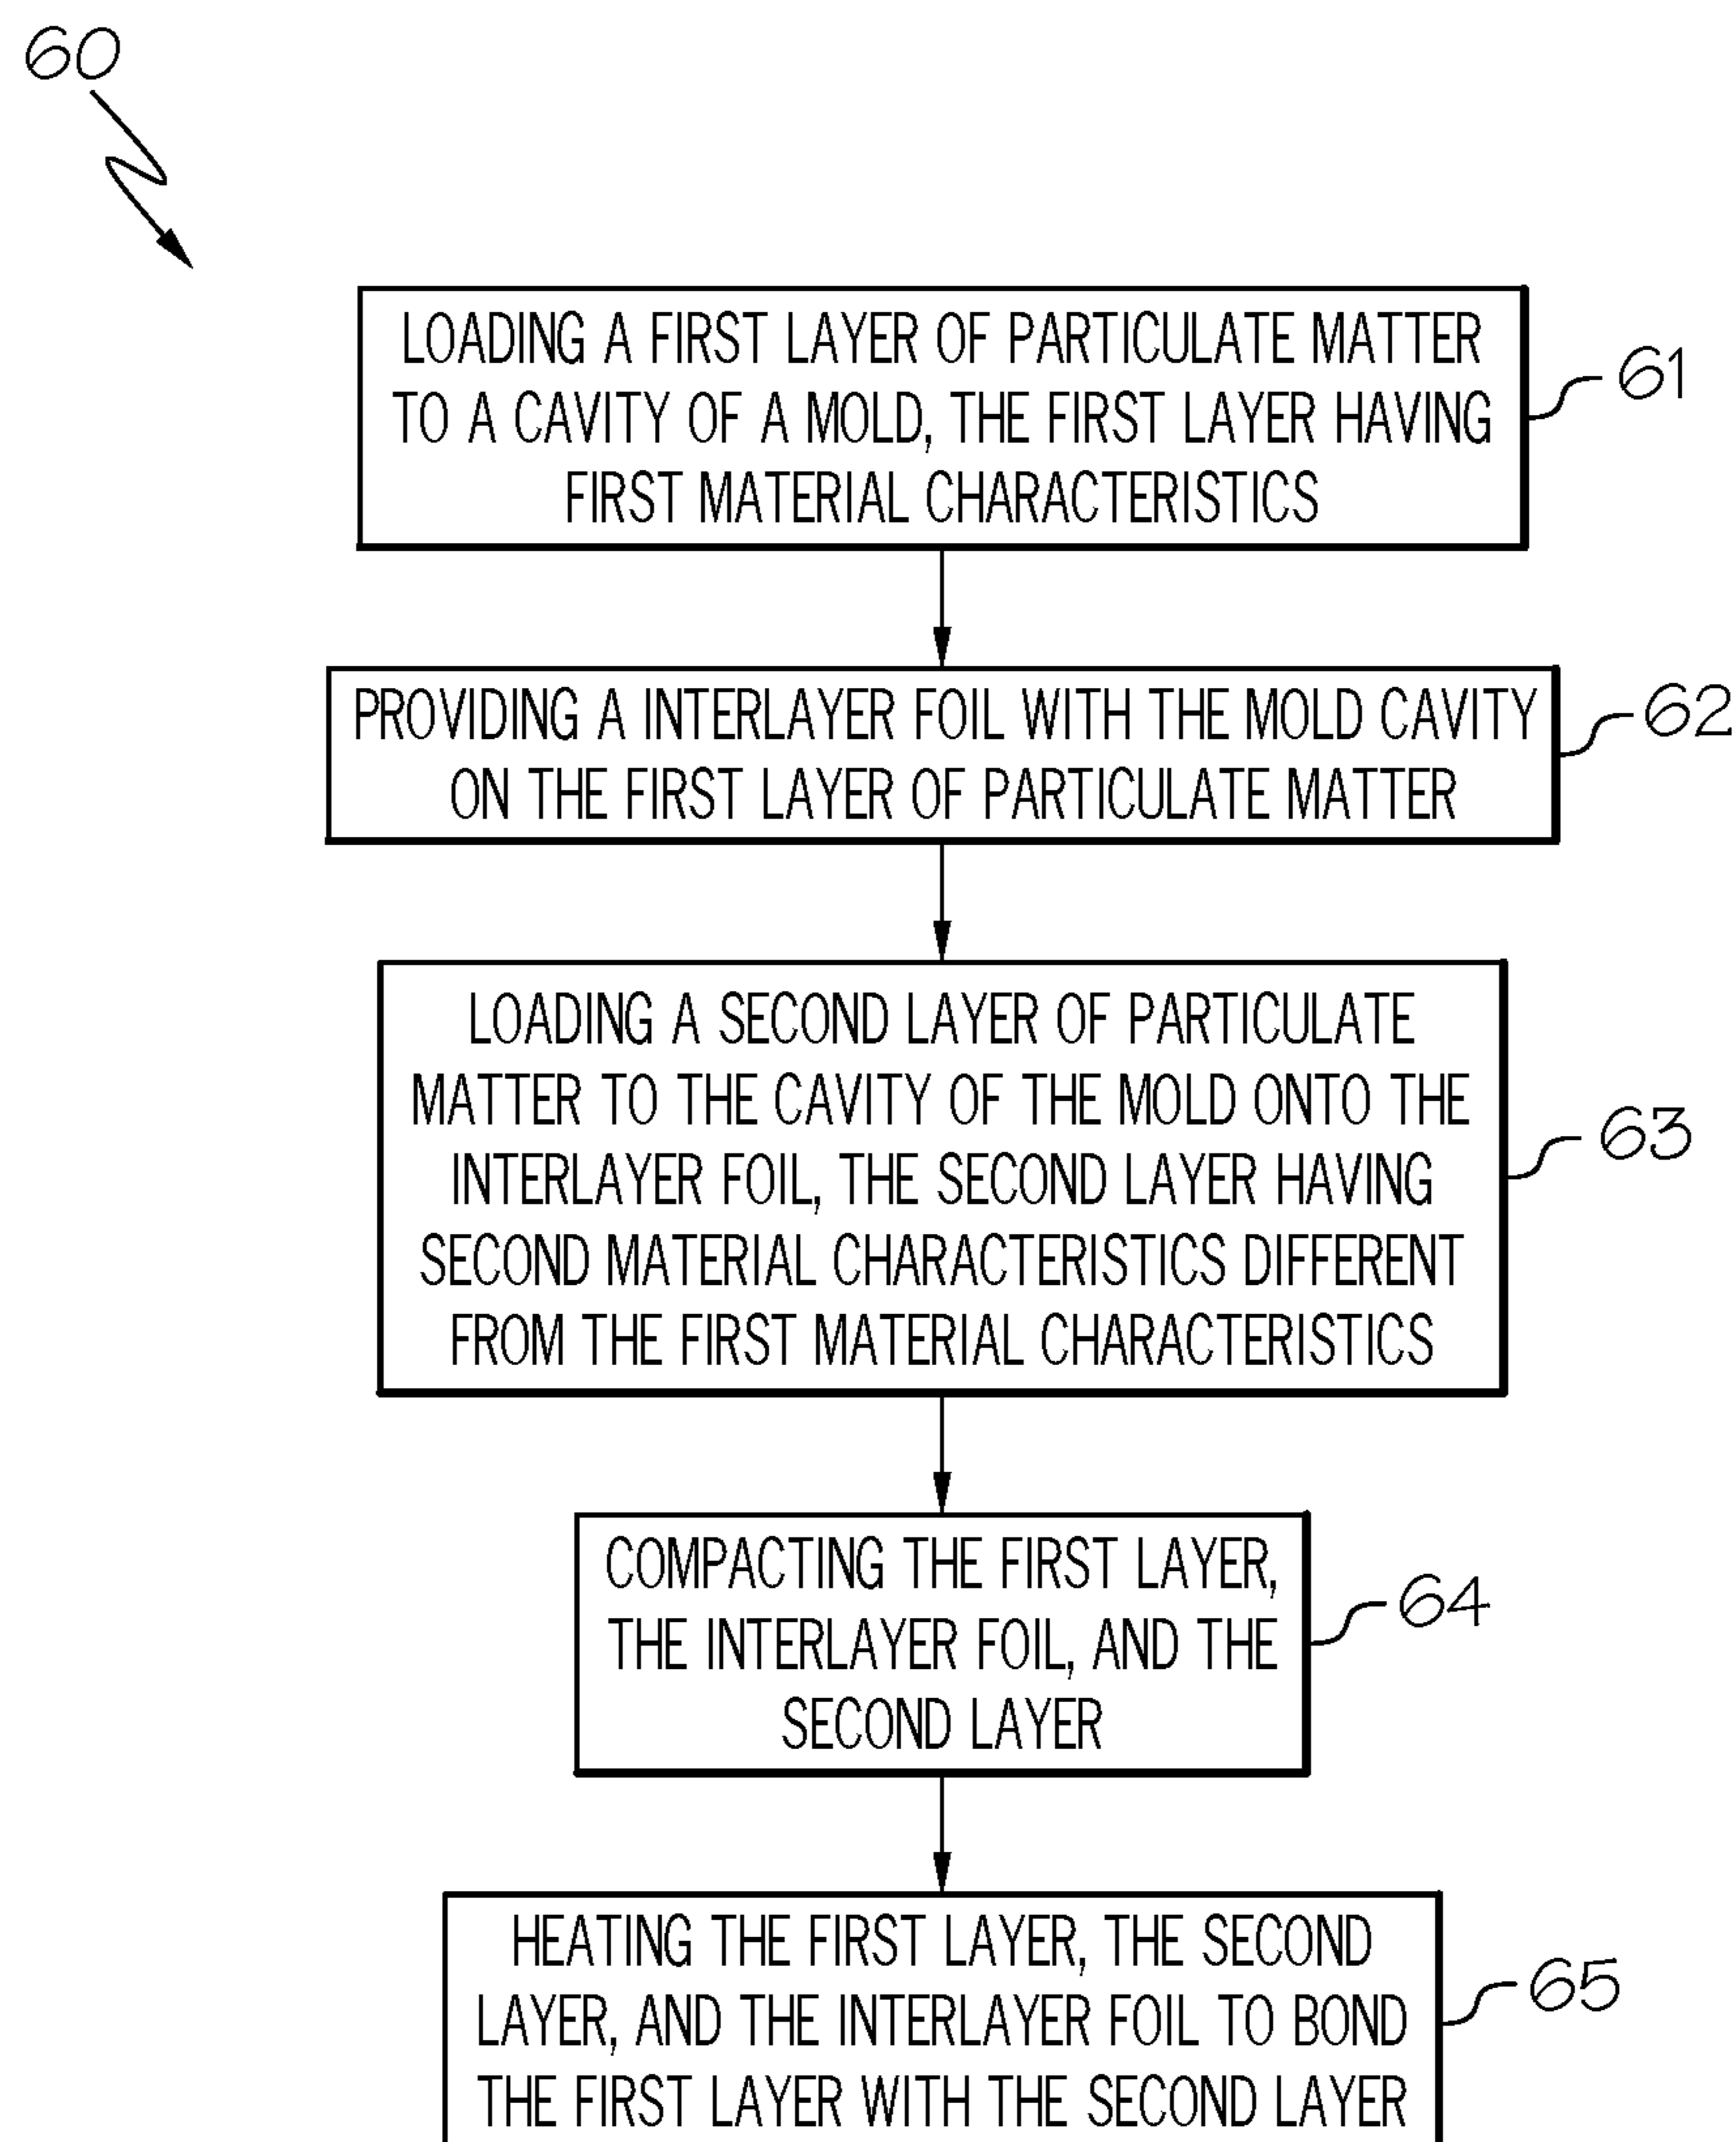 60
LOADING A FIRST LAYER OF PARTICULATE MATTER
TO A CAVITY OF A MOLD, THE FIRST LAYER HAVING
FIRST MATERIAL CHARACTERISTICS
61
PROVIDING A INTERLAYER FOIL WITH THE MOLD CAVITY
ON THE FIRST LAYER OF PARTICULATE MATTER
62
LOADING A SECOND LAYER OF PARTICULATE
MATTER TO THE CAVITY OF THE MOLD ONTO THE
INTERLAYER FOIL, THE SECOND LAYER HAVING
SECOND MATERIAL CHARACTERISTICS DIFFERENT
FROM THE FIRST MATERIAL CHARACTERISTICS
63
COMPACTING THE FIRST LAYER,
THE INTERLAYER FOIL, AND THE
SECOND LAYER
64
HEATING THE FIRST LAYER, THE SECOND
LAYER, AND THE INTERLAYER FOIL TO BOND
THE FIRST LAYER WITH THE SECOND LAYER
65